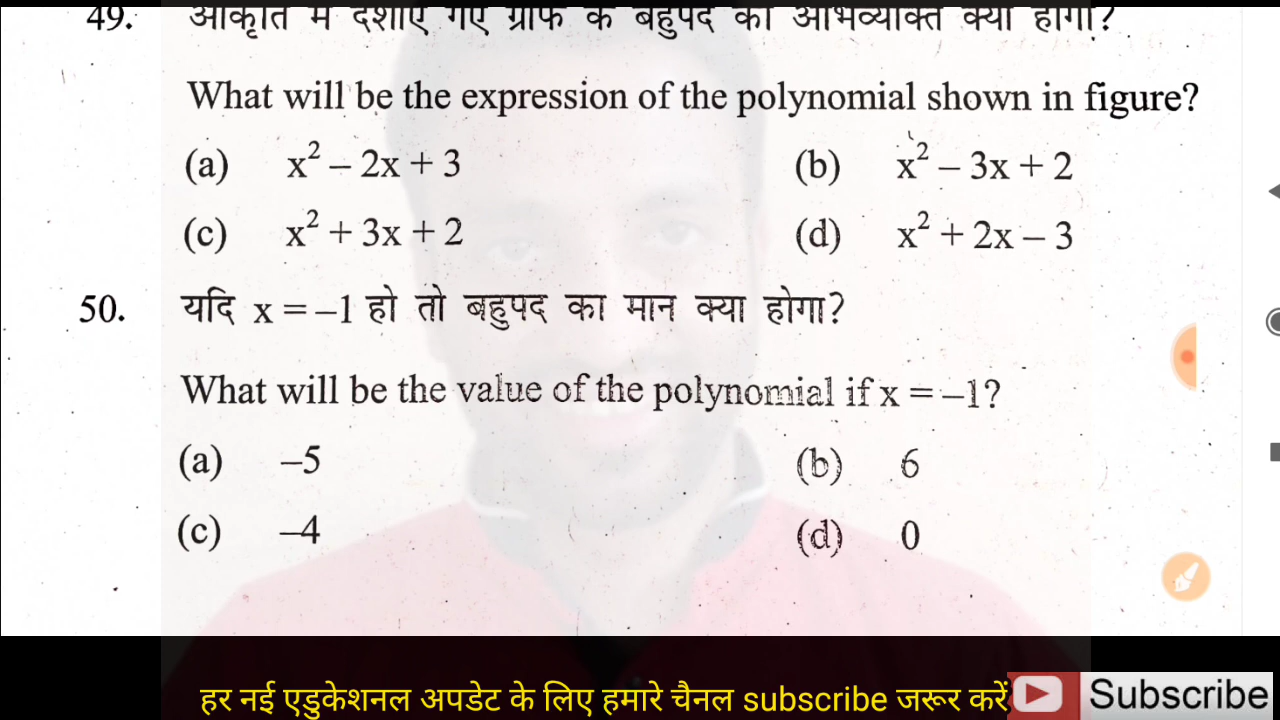 49. आकृति में दर्शाए गए ग्राफ के बहुपद की अभिव्यक्ति क्या होगी?
What will be the expression of the polynomial shown in figure?
(a) x² – 2x + 3 (b) x² – 3x + 2
(c) x² + 3x + 2 (d) x² + 2x – 3
50. यदि x = –1 हो तो बहुपद का मान क्या होगा?
What will be the value of the polynomial if x = –1?
(a) –5 (b) 6
(c) –4 (d) 0
हर नई एडुकेशनल अपडेट के लिए हमारे चैनल subscribe जरूर करें Subscribe